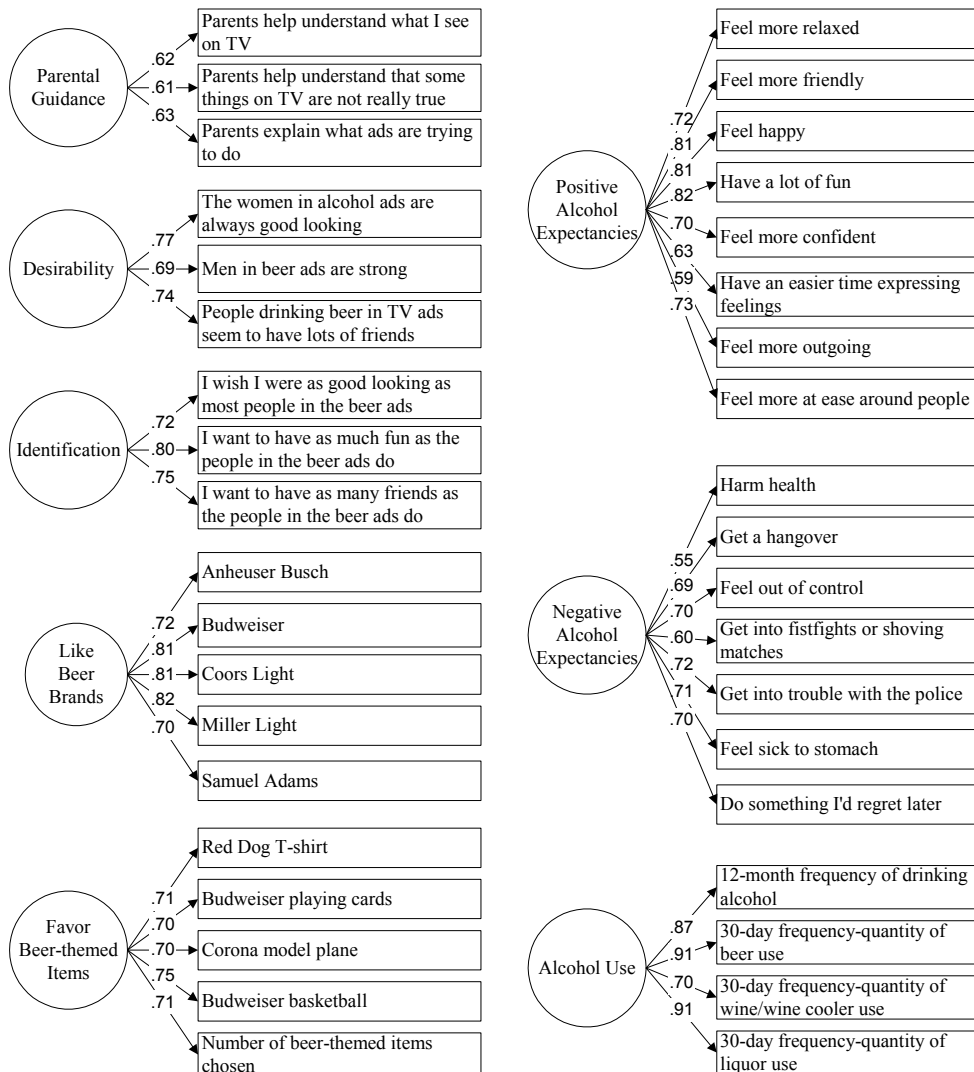 Parental
Guidance
.62
.61
.63
Parents help understand what I see
on TV
Parents help understand that some
things on TV are not really true
Parents explain what ads are trying
to do
Desirability
.77
.69
.74
The women in alcohol ads are
always good looking
Men in beer ads are strong
People drinking beer in TV ads
seem to have lots of friends
Identification
.72
.80
.75
I wish I were as good looking as
most people in the beer ads
I want to have as much fun as the
people in the beer ads do
I want to have as many friends as
the people in the beer ads do
Like
Beer
Brands
.72
.81
.81
.82
.70
Anheuser Busch
Budweiser
Coors Light
Miller Light
Samuel Adams
Favor
Beer-themed
Items
.71
.70
.70
.75
.71
Red Dog T-shirt
Budweiser playing cards
Corona model plane
Budweiser basketball
Number of beer-themed items
chosen
Positive
Alcohol
Expectancies
.72
.81
.81
.82
.70
.63
.59
.73
Feel more relaxed
Feel more friendly
Feel happy
Have a lot of fun
Feel more confident
Have an easier time expressing
feelings
Feel more outgoing
Feel more at ease around people
Negative
Alcohol
Expectancies
.55
.69
.70
.60
.72
.71
.70
Harm health
Get a hangover
Feel out of control
Get into fistfights or shoving
matches
Get into trouble with the police
Feel sick to stomach
Do something I'd regret later
Alcohol Use
.87
.91
.70
.91
12-month frequency of drinking
alcohol
30-day frequency-quantity of
beer use
30-day frequency-quantity of
wine/wine cooler use
30-day frequency-quantity of
liquor use